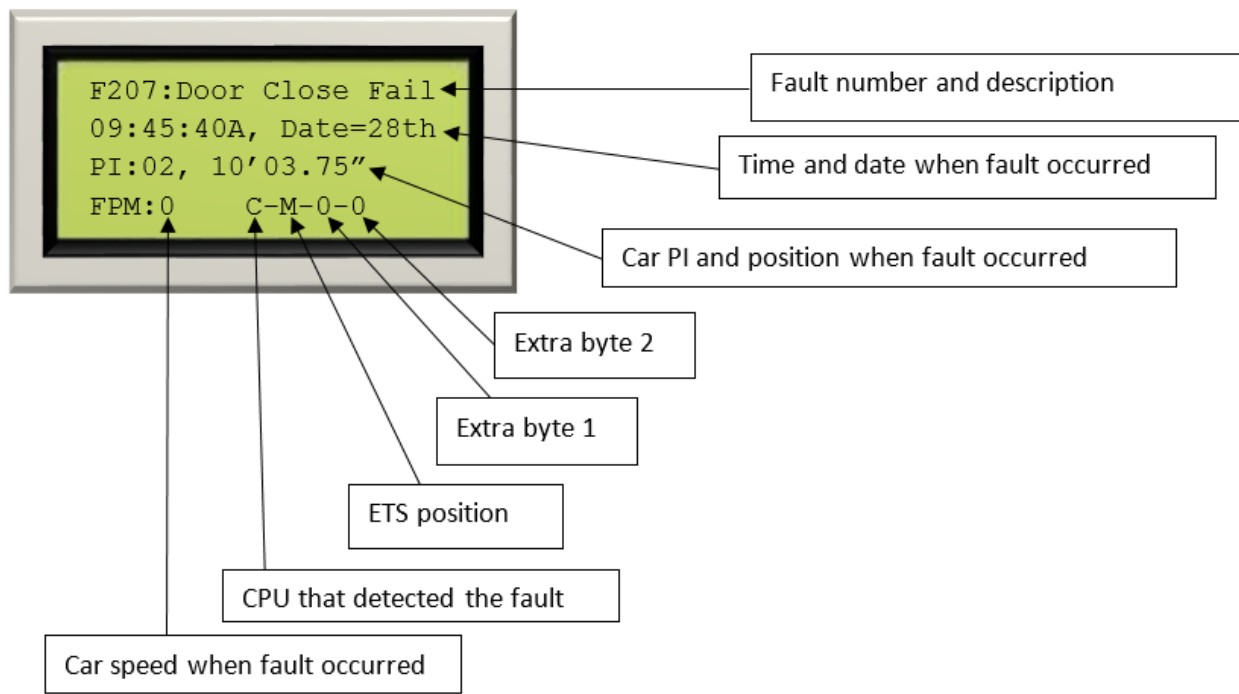 F207:Door Close Fail
09:45:40A, Date=28th
PI:02, 10’03.75”
FPM:0 C-M-0-0
Fault number and description
Time and date when fault occurred
Car PI and position when fault occurred
Extra byte 2
Extra byte 1
ETS position
CPU that detected the fault
Car speed when fault occurred